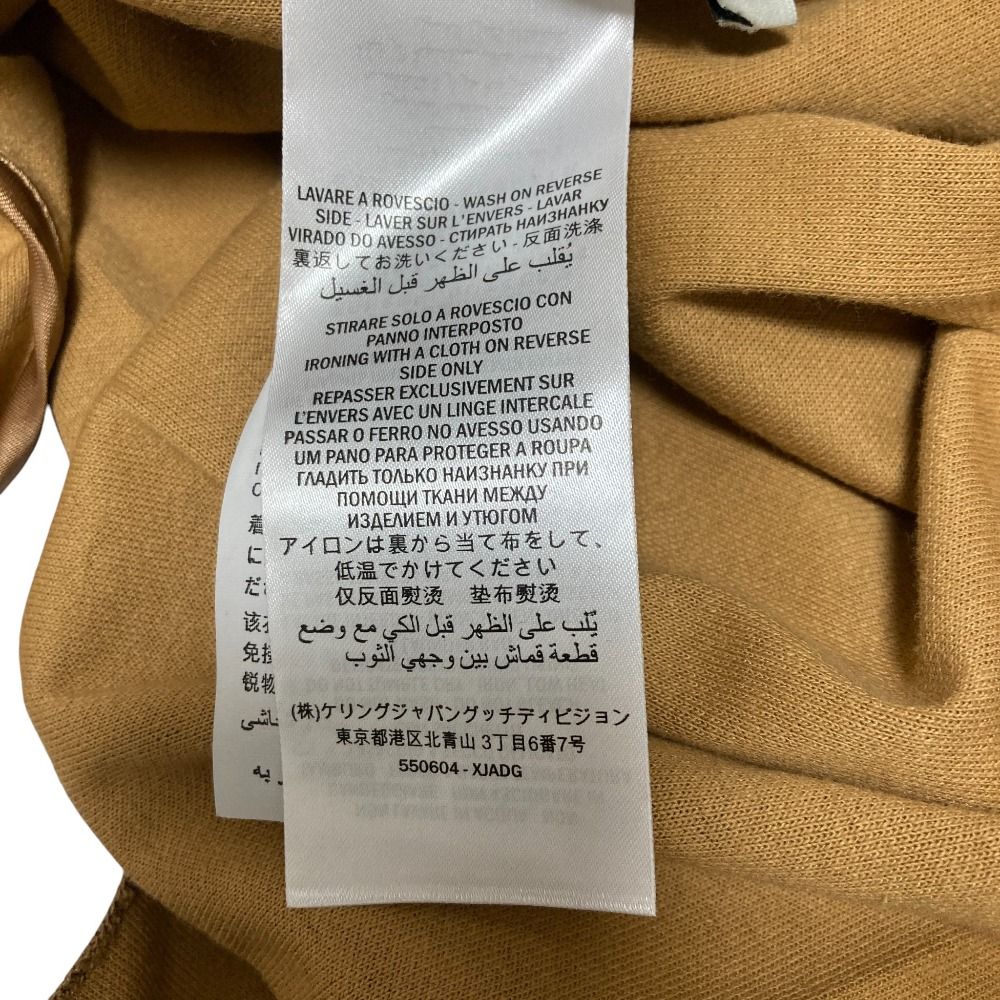 LAVARE A ROVESCIO - WASH ON REVERSE
SIDE - LAVER SUR L'ENVERS - LAVAR
VIRADO DO AVESSO - СТИРАТЬ НАИЗНАНКУ
裏返してお洗いください - 反面洗涤
يُقلب على الظهر قبل الغسيل
STIRARE SOLO A ROVESCIO CON
PANNO INTERPOSTO
IRONING WITH A CLOTH ON REVERSE
SIDE ONLY
REPASSER EXCLUSIVEMENT SUR
L'ENVERS AVEC UN LINGE INTERCALE
PASSAR O FERRO NO AVESSO USANDO
UM PANO PARA PROTEGER A ROUPA
ГЛАДИТЬ ТОЛЬКО НАИЗНАНКУ ПРИ
ПОМОЩИ ТКАНИ МЕЖДУ
ИЗДЕЛИЕМ И УТЮГОМ
アイロンは裏から当て布をして、
低温でかけてください
仅反面熨烫 垫布熨烫
يّلب على الظهر قبل الكي مع وضع
قطعة قماش بين وجهي الثوب
(株)ケリングジャパングッチディビジョン
東京都港区北青山 3丁目6番7号
550604 - XJADG
着
に
だ
该
免
锐物